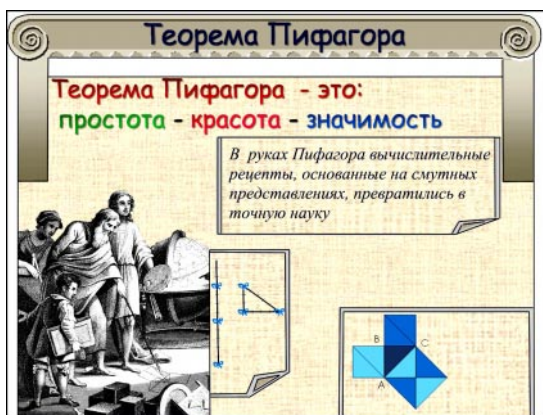 Теорема Пифагора
Теорема Пифагора - это:
простота - красота - значимость
В руках Пифагора вычислительные
рецепты, основанные на смутных
представлениях, превратились в
точную науку
B
C
A